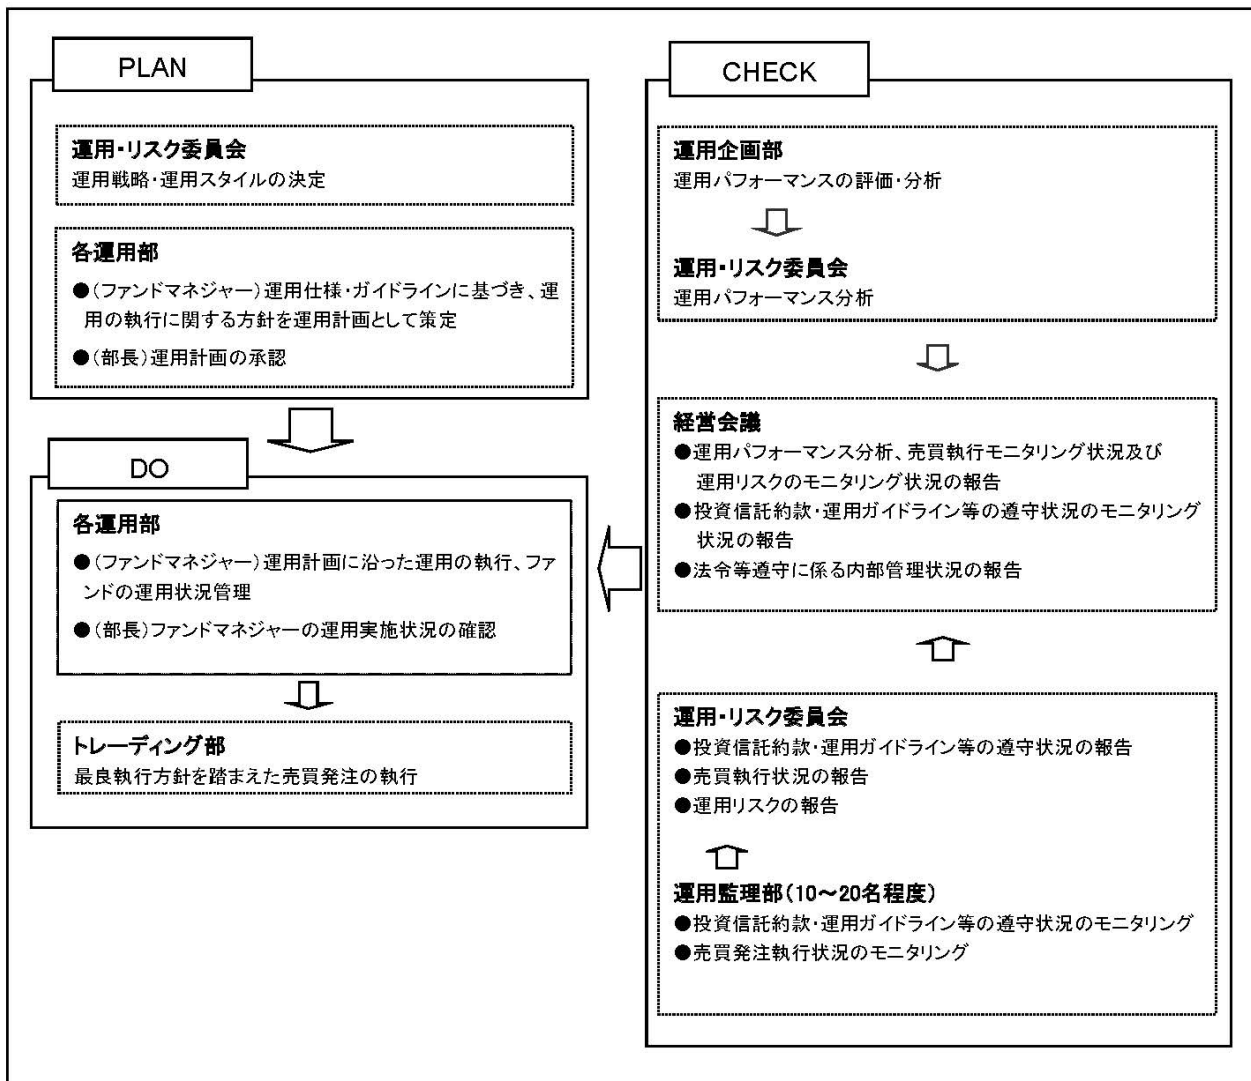 PLAN
運用・リスク委員会
運用戦略・運用スタイルの決定
各運用部
●(ファンドマネジャー)運用仕様・ガイドラインに基づき、運
用の執行に関する方針を運用計画として策定
●(部長)運用計画の承認
DO
各運用部
●(ファンドマネジャー)運用計画に沿った運用の執行、ファ
ンドの運用状況管理
●(部長)ファンドマネジャーの運用実施状況の確認
トレーディング部
最良執行方針を踏まえた売買発注の執行
CHECK
運用企画部
運用パフォーマンスの評価・分析
運用・リスク委員会
運用パフォーマンス分析
経営会議
●運用パフォーマンス分析、売買執行モニタリング状況及び
運用リスクのモニタリング状況の報告
●投資信託約款・運用ガイドライン等の遵守状況のモニタリング
状況の報告
●法令等遵守に係る内部管理状況の報告
運用・リスク委員会
●投資信託約款・運用ガイドライン等の遵守状況の報告
●売買執行状況の報告
●運用リスクの報告
運用監理部(10～20名程度)
●投資信託約款・運用ガイドライン等の遵守状況のモニタリング
●売買発注執行状況のモニタリング